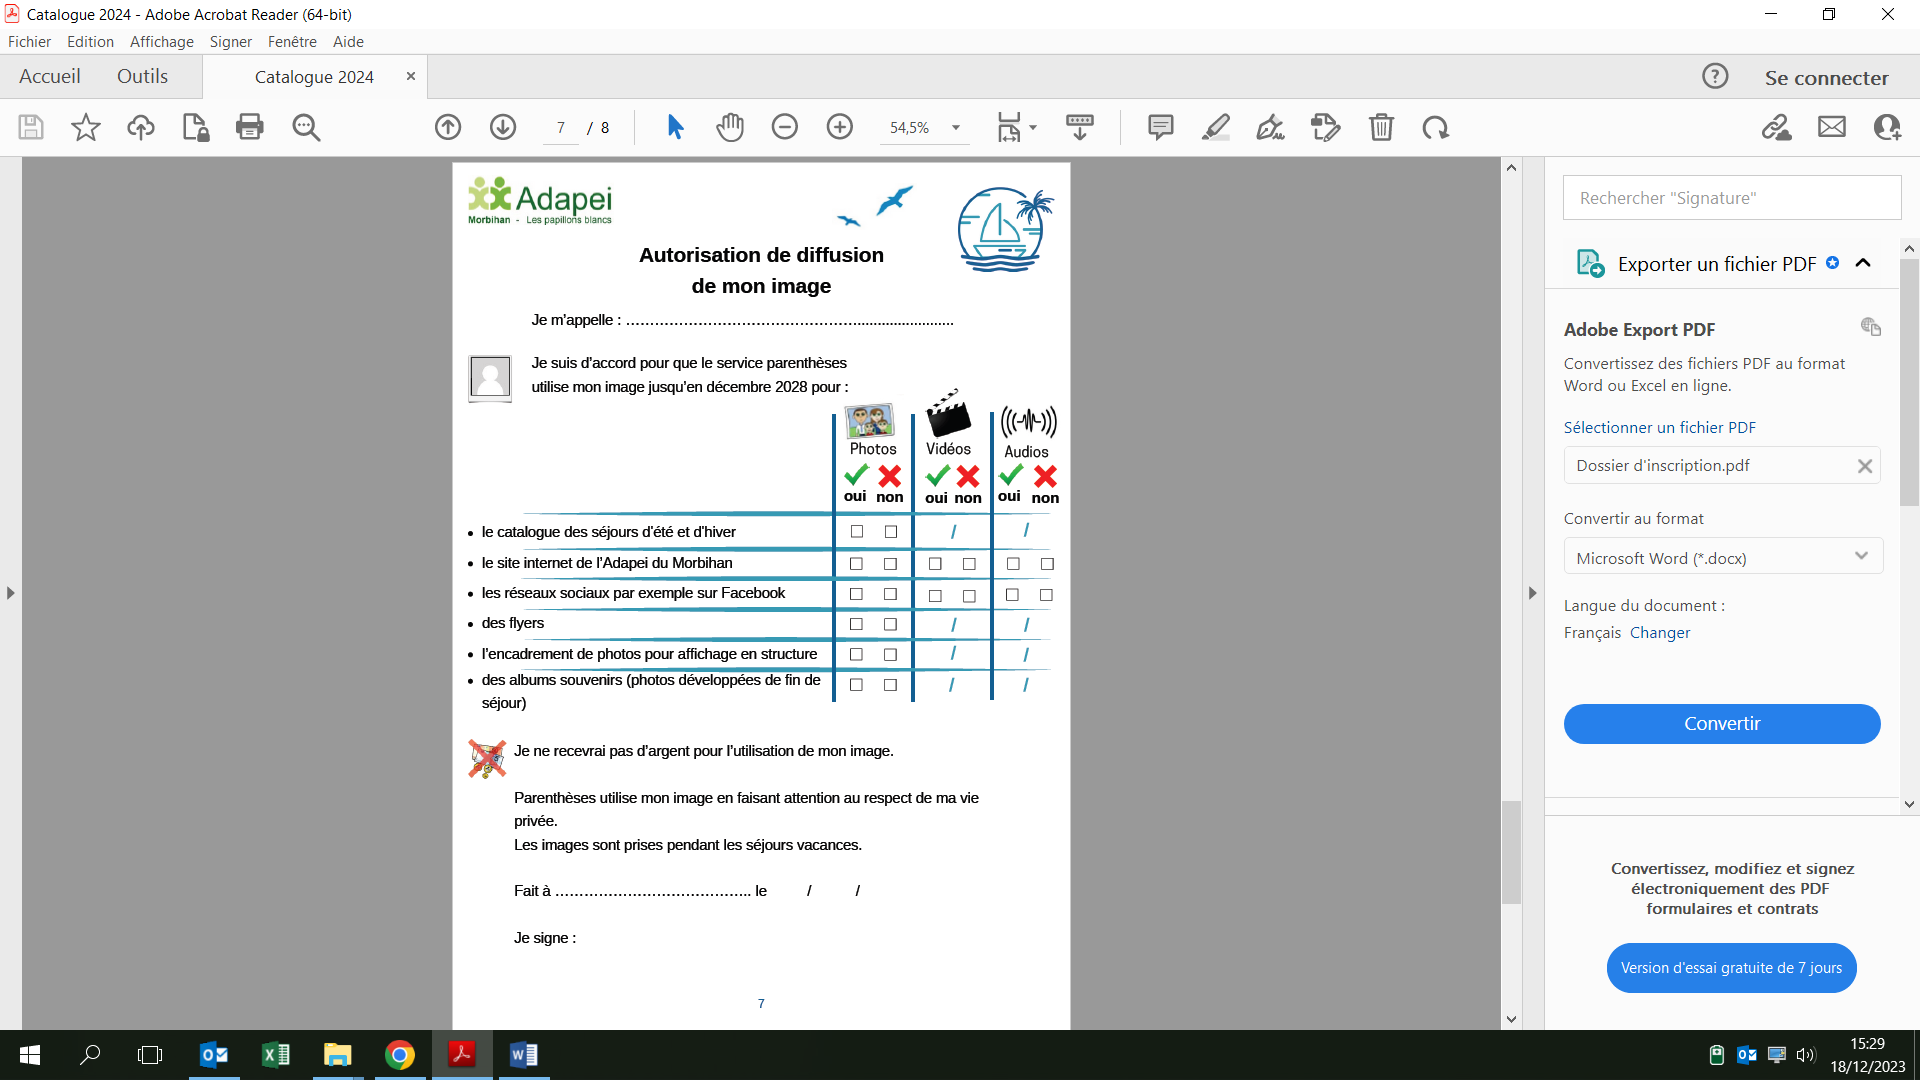 Catalogue 2024 - Adobe Acrobat Reader (64-bit)
Fichier Edition Affichage Signer Fenêtre Aide
Accueil Outils Catalogue 2024 × ? Se connecter
7 / 8 54,5%
Adapei
Morbihan - Les papillons blancs
Autorisation de diffusion
de mon image
Je m'appelle : ……………………………………………........................
Je suis d'accord pour que le service parenthèses
utilise mon image jusqu'en décembre 2028 pour :
Photos Vidéos Audios
oui non oui non oui non
• le catalogue des séjours d'été et d'hiver □ □ / /
• le site internet de l'Adapei du Morbihan □ □ □ □ □ □
• les réseaux sociaux par exemple sur Facebook □ □ □ □ □ □
• des flyers □ □ / /
• l'encadrement de photos pour affichage en structure □ □ / /
• des albums souvenirs (photos développées de fin de □ □ / /
séjour)
Je ne recevrai pas d'argent pour l'utilisation de mon image.
Parenthèses utilise mon image en faisant attention au respect de ma vie
privée.
Les images sont prises pendant les séjours vacances.
Fait à ………………………………….. le / /
Je signe :
7
Rechercher "Signature"
Exporter un fichier PDF
Adobe Export PDF
Convertissez des fichiers PDF au format
Word ou Excel en ligne.
Sélectionner un fichier PDF
Dossier d'inscription.pdf
Convertir au format
Microsoft Word (*.docx)
Langue du document :
Français Changer
Convertir
Convertissez, modifiez et signez
électroniquement des PDF
formulaires et contrats
Version d'essai gratuite de 7 jours
15:29
18/12/2023